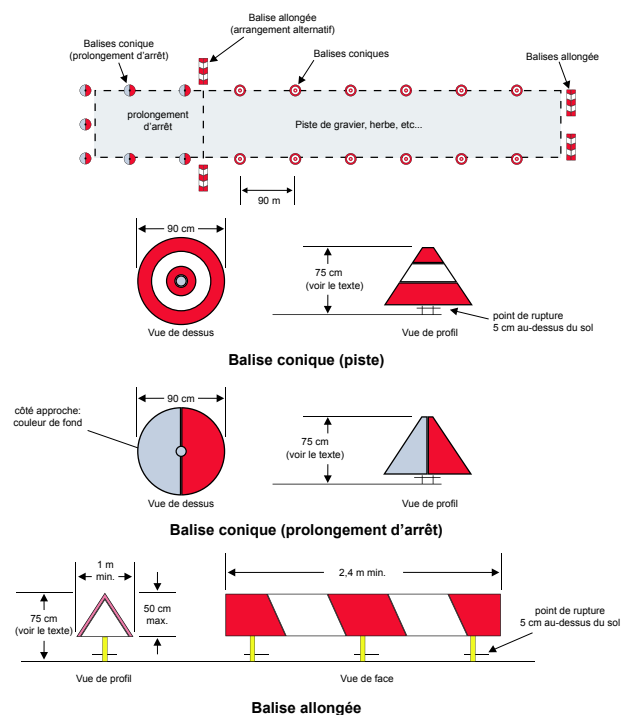 Balise allongée
(arrangement alternatif)
Balises conique
(prolongement d'arrêt)
Balises coniques
Balises allongée
prolongement
d'arrêt
Piste de gravier, herbe, etc...
90 m
90 cm
75 cm
(voir le texte)
point de rupture
5 cm au-dessus du sol
Vue de dessus
Vue de profil
Balise conique (piste)
90 cm
côté approche:
couleur de fond
75 cm
(voir le texte)
Vue de dessus
Vue de profil
Balise conique (prolongement d'arrêt)
1 m
min.
2,4 m min.
75 cm
(voir le texte)
50 cm
max.
point de rupture
5 cm au-dessus du sol
Vue de profil
Vue de face
Balise allongée